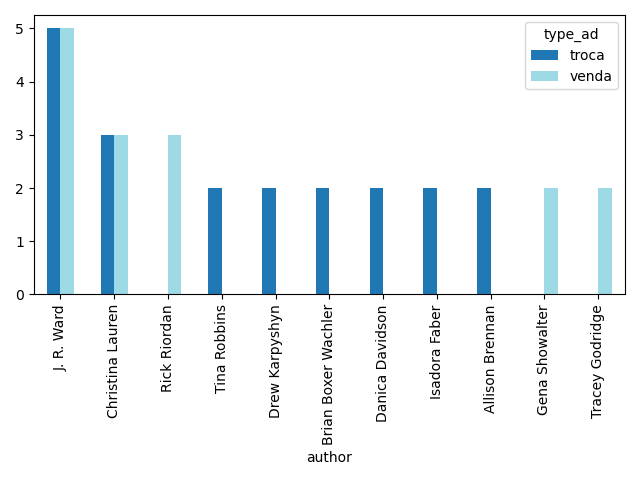 type_ad
troca
venda
5
4
3
2
1
0
J. R. Ward
Christina Lauren
Rick Riordan
Tina Robbins
Drew Karpyshyn
Brian Boxer Wachler
Danica Davidson
Isadora Faber
Allison Brennan
Gena Showalter
Tracey Godridge
author